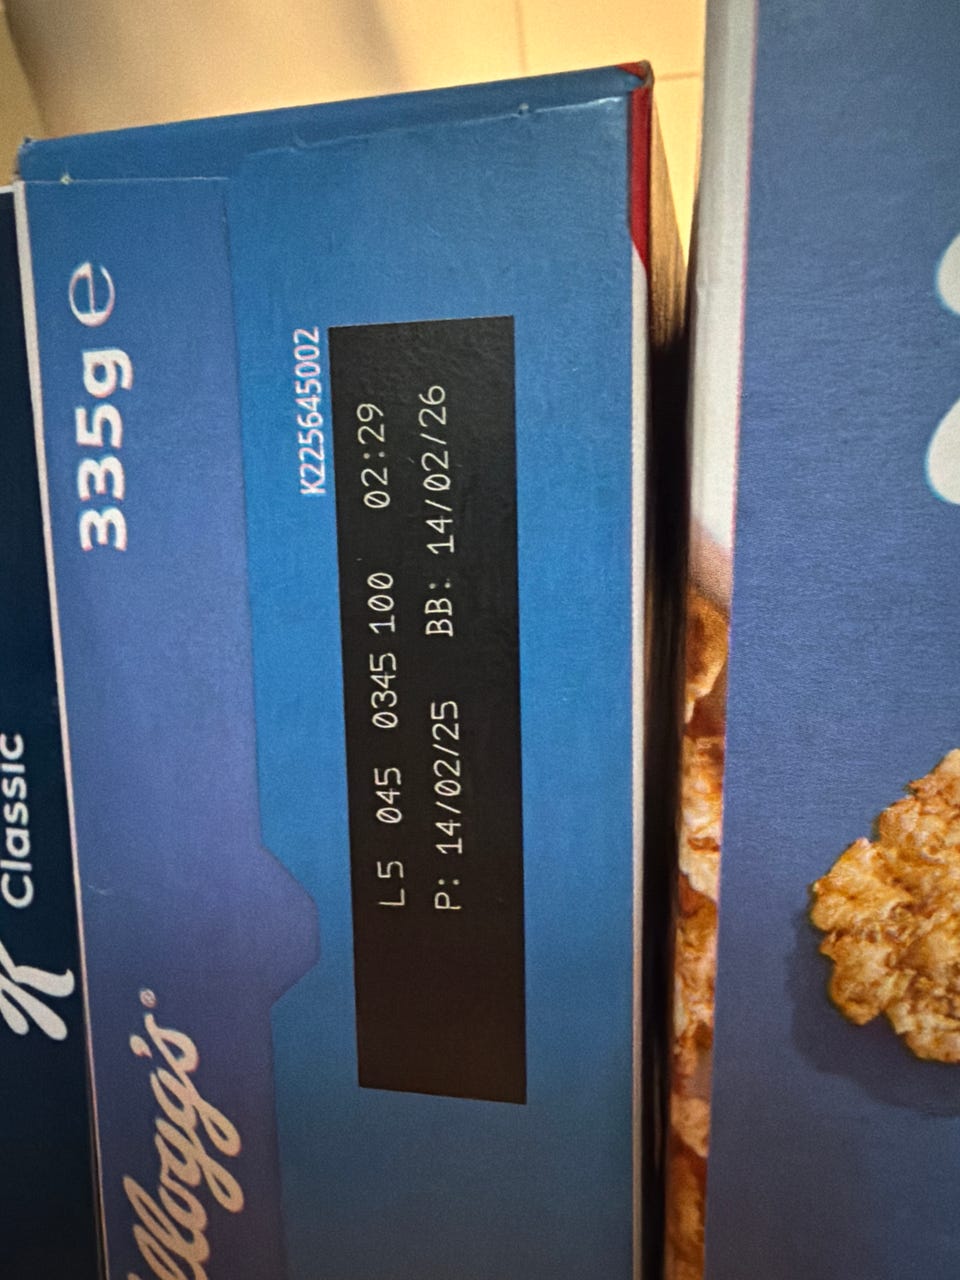 K Classic
Kellogg's®
335g e
K225645002
L5 045 0345 100 02:29
P: 14/02/25 BB: 14/02/26